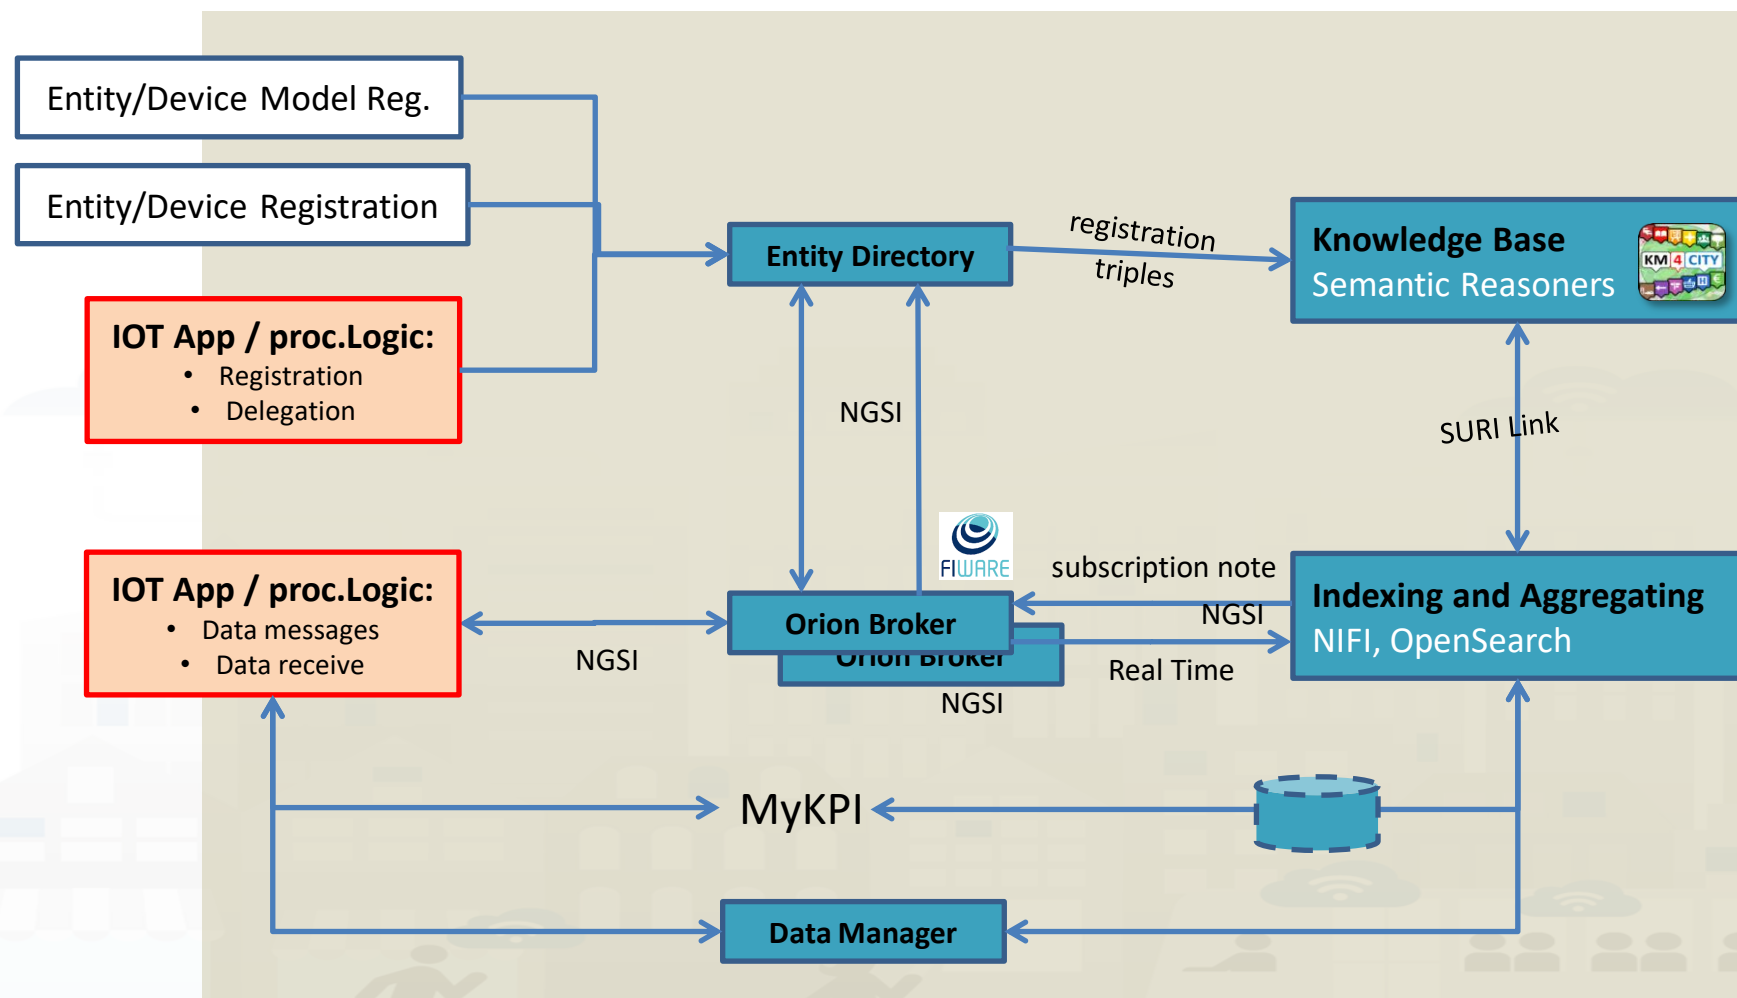 Entity/Device Model Reg.
Entity/Device Registration
IOT App / proc.Logic:
• Registration
• Delegation
Entity Directory
registration
triples
Knowledge Base
Semantic Reasoners
KM 4 CITY
NGSI
SURI Link
FIWARE
IOT App / proc.Logic:
• Data messages
• Data receive
NGSI
Orion Broker
Orion Broker
NGSI
subscription note
NGSI
Real Time
Indexing and Aggregating
NIFI, OpenSearch
MyKPI
Data Manager